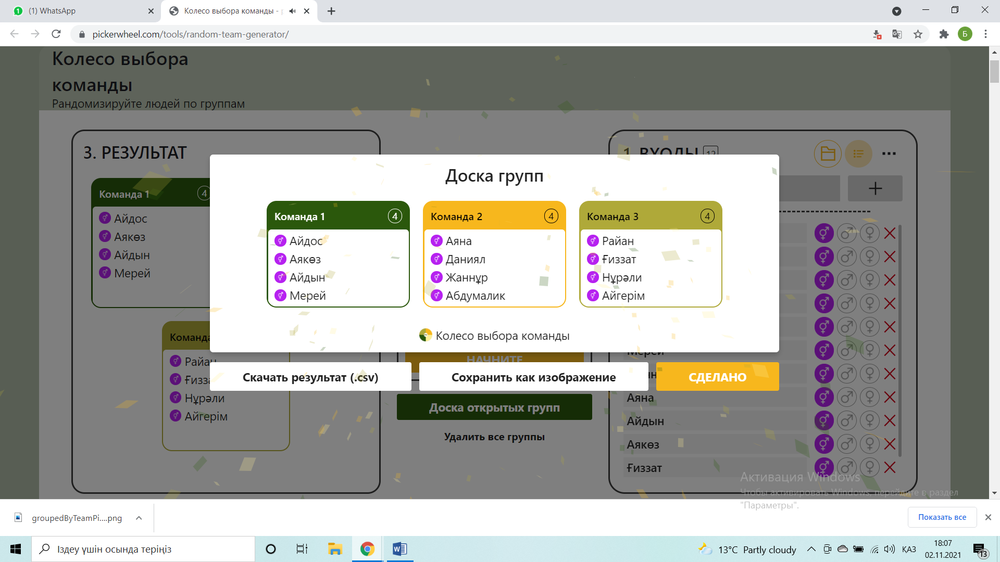 (1) WhatsApp
Колесо выбора команды -
pickerwheel.com/tools/random-team-generator/
Б
Колесо выбора
команды
Рандомизируйте людей по группам
3. РЕЗУЛЬТАТ
Команда 1 4
Айдос
Аякөз
Айдын
Мерей
Команда
Райан
Ғизза
Нұрәли
Айгерім
Доска групп
Команда 1 4
Айдос
Аякөз
Айдын
Мерей
Команда 2 4
Аяна
Даниял
Жаннұр
Абдумалик
Команда 3 4
Райан
Ғиззат
Нұрәли
Айгерім
Колесо выбора команды
НАЧНИТЕ
Скачать результат (.csv)
Сохранить как изображение
СДЕЛАНО
Доска открытых групп
Удалить все группы
1. ВХОДЫ 12
Мерей
Аяна
Айдын
Аякөз
Ғиззат
Активация Windows
Чтобы активировать Windows, перейдите в раздел
"Параметры".
groupedByTeamPi....png
Показать все
Іздеу үшін осында теріңіз
13°C Partly cloudy
ҚАЗ
18:07
02.11.2021
13